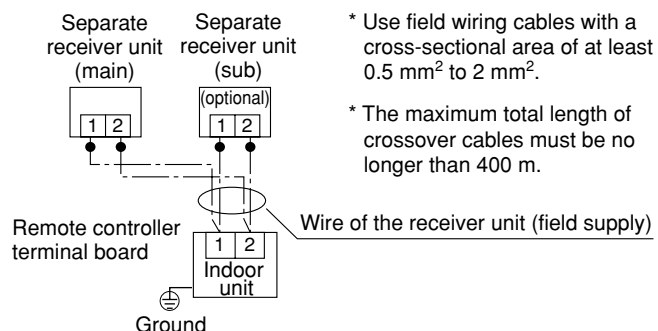 Separate
receiver unit
(main)
Separate
receiver unit
(sub)
(optional)
1 2
1 2
* Use field wiring cables with a
cross-sectional area of at least
0.5 mm² to 2 mm².
* The maximum total length of
crossover cables must be no
longer than 400 m.
Remote controller
terminal board
Wire of the receiver unit (field supply)
1 2
Indoor
unit
Ground